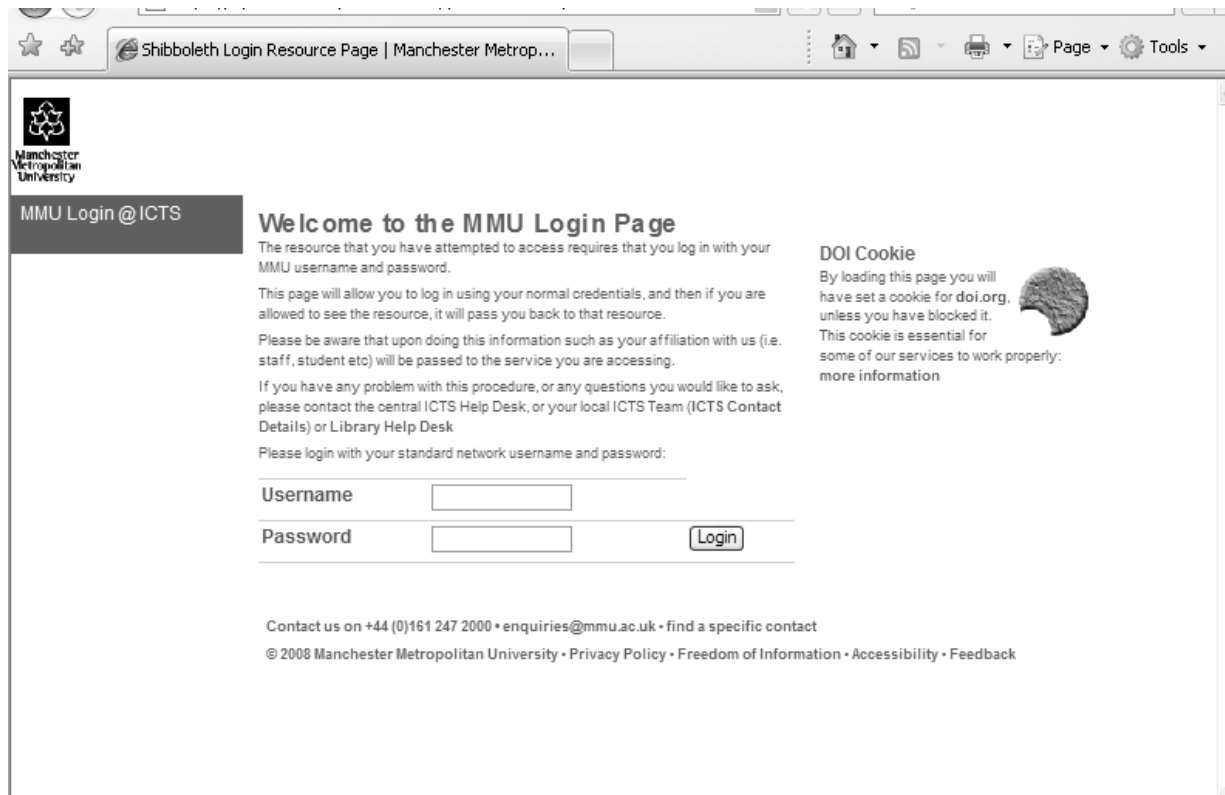 Shibboleth Login Resource Page | Manchester Metrop...
Page
Tools
Manchester
Metropolitan
University
MMU Login @ ICTS
Welcome to the MMU Login Page
The resource that you have attempted to access requires that you log in with your
MMU username and password.
This page will allow you to log in using your normal credentials, and then if you are
allowed to see the resource, it will pass you back to that resource.
Please be aware that upon doing this information such as your affiliation with us (i.e.
staff, student etc) will be passed to the service you are accessing.
If you have any problem with this procedure, or any questions you would like to ask,
please contact the central ICTS Help Desk, or your local ICTS Team (ICTS Contact
Details) or Library Help Desk
Please login with your standard network username and password:
Username
Password
Login
DOI Cookie
By loading this page you will
have set a cookie for doi.org,
unless you have blocked it.
This cookie is essential for
some of our services to work properly:
more information
Contact us on +44 (0)161 247 2000 • enquiries@mmu.ac.uk • find a specific contact
© 2008 Manchester Metropolitan University • Privacy Policy • Freedom of Information • Accessibility • Feedback